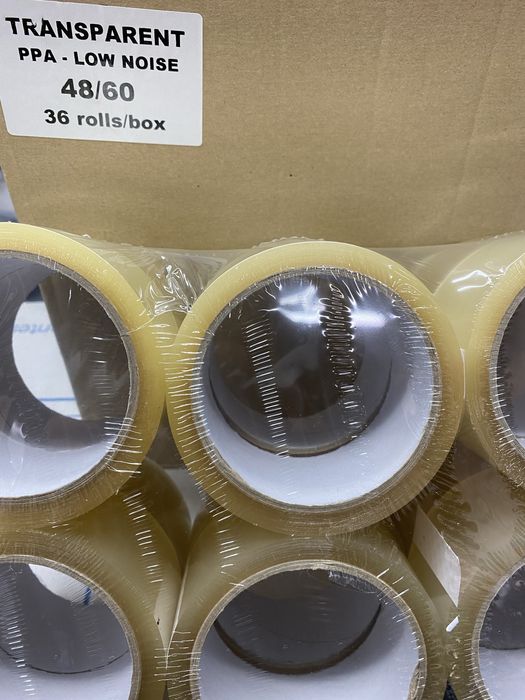 TRANSPARENT
PPA - LOW NOISE
48/60
36 rolls/box